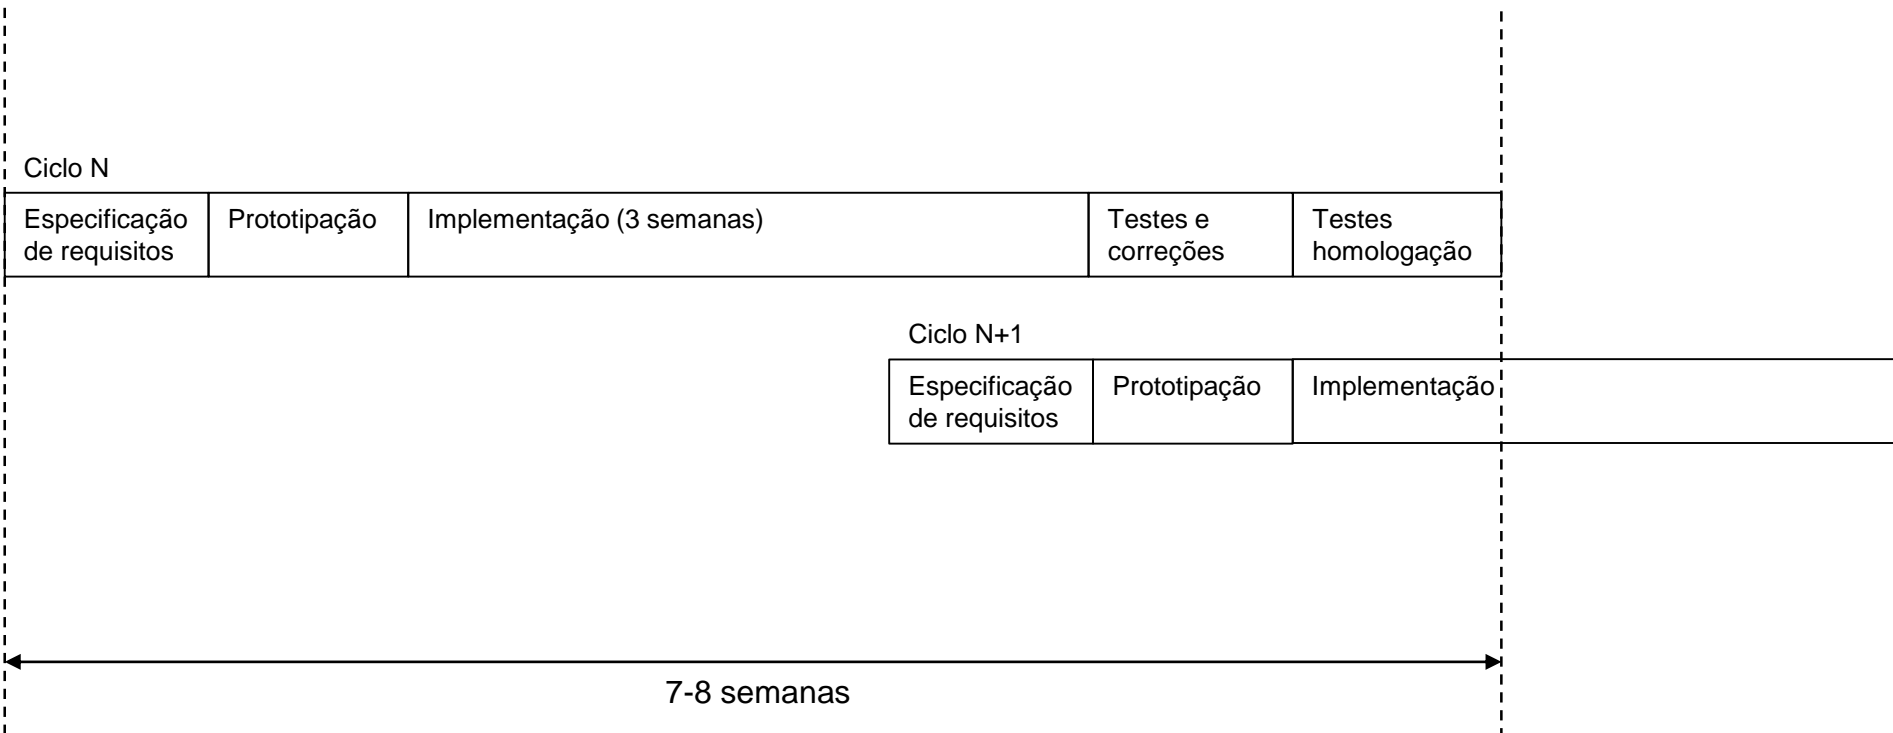 Ciclo N
Especificação
de requisitos
Prototipação
Implementação (3 semanas)
Testes e
correções
Testes
homologação
Ciclo N+1
Especificação
de requisitos
Prototipação
Implementação
7-8 semanas